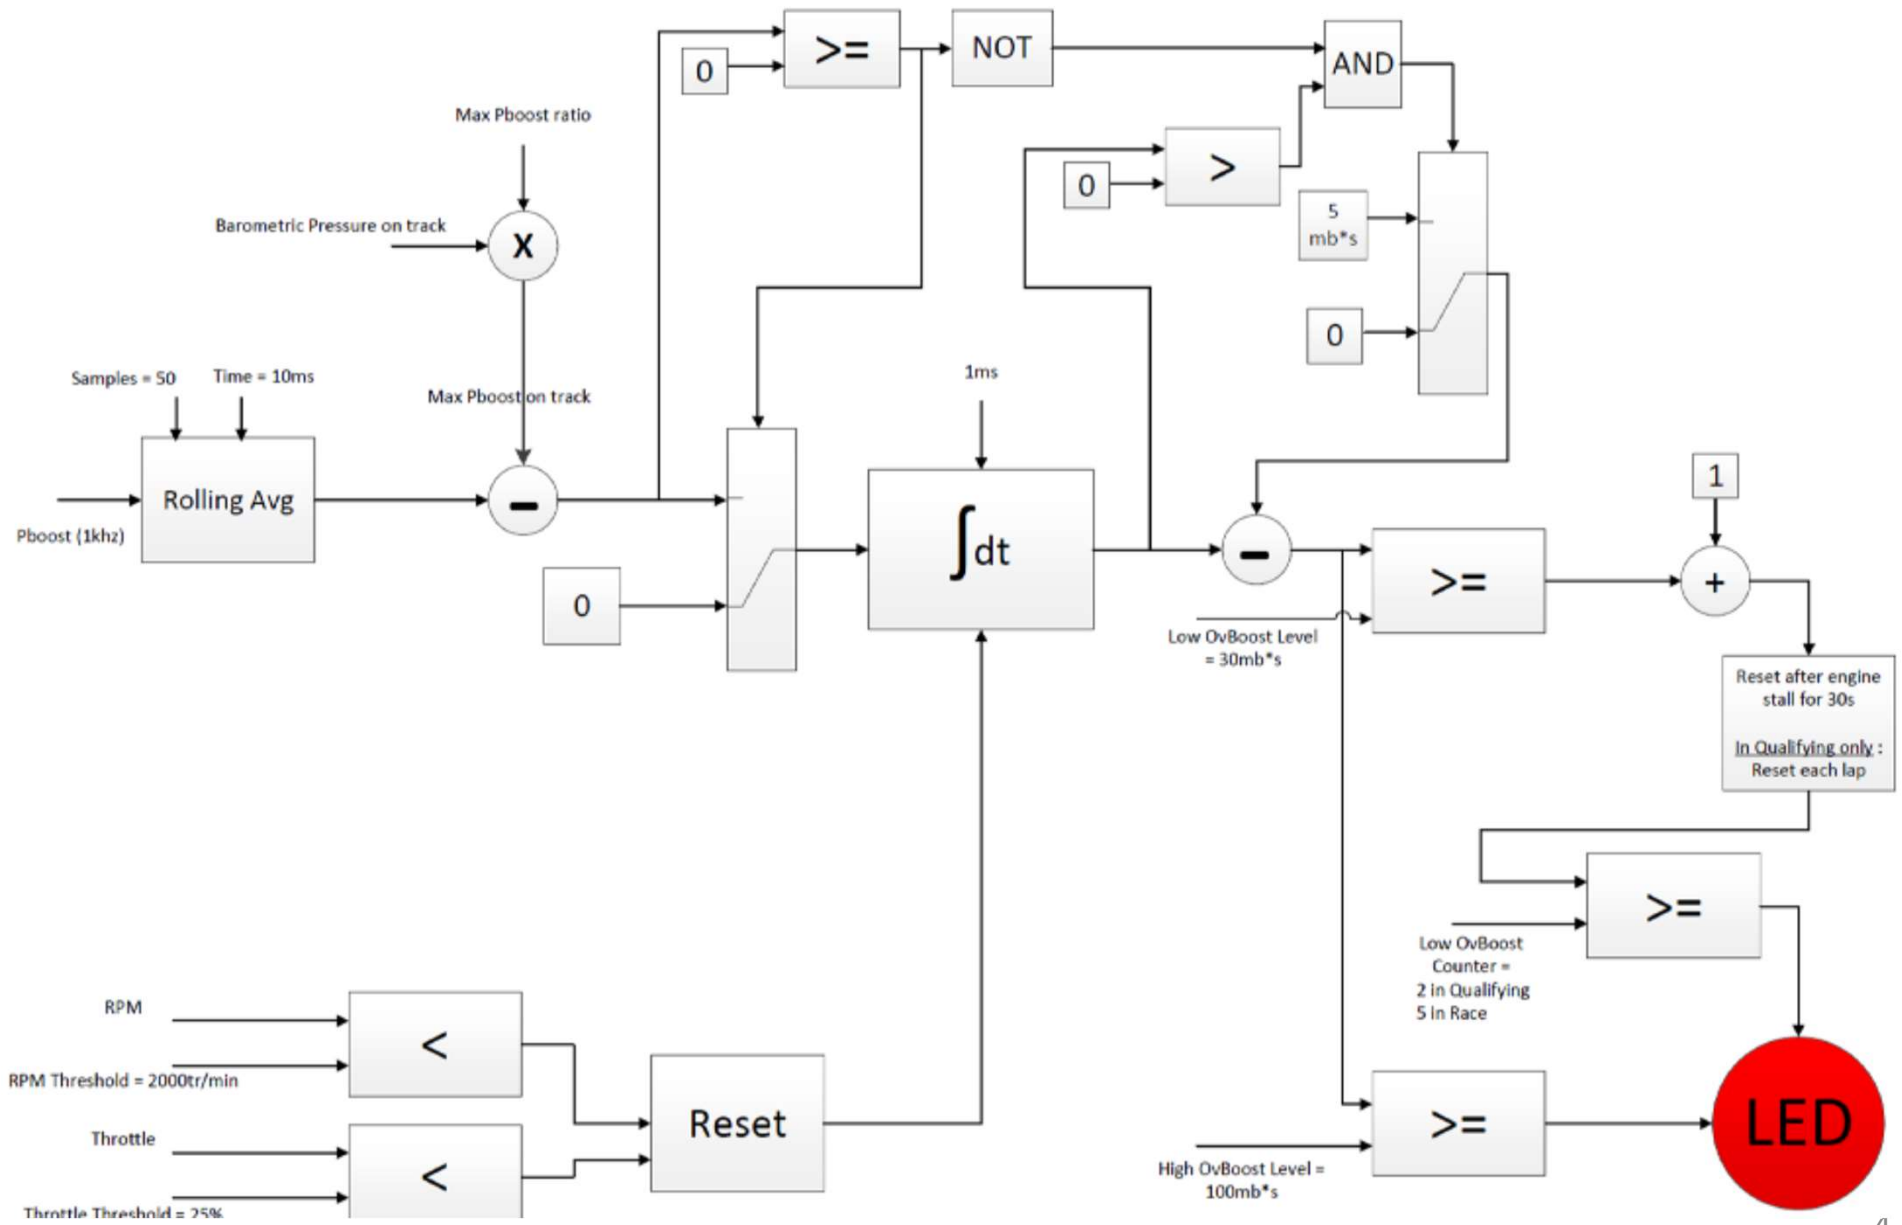 >=
NOT
AND
0
Max Pboost ratio
>
0
5
mb*s
Barometric Pressure on track
X
0
Samples = 50
Time = 10ms
1ms
Max Pboost on track
Rolling Avg
-
Pboost (1khz)
∫dt
0
-
>=
1
+
Low OvBoost Level
= 30mb*s
Reset after engine
stall for 30s
In Qualifying only :
Reset each lap
>=
Low OvBoost
Counter =
2 in Qualifying
5 in Race
RPM
<
RPM Threshold = 2000tr/min
Reset
Throttle
<
Throttle Threshold = 25%
>=
LED
High OvBoost Level =
100mb*s